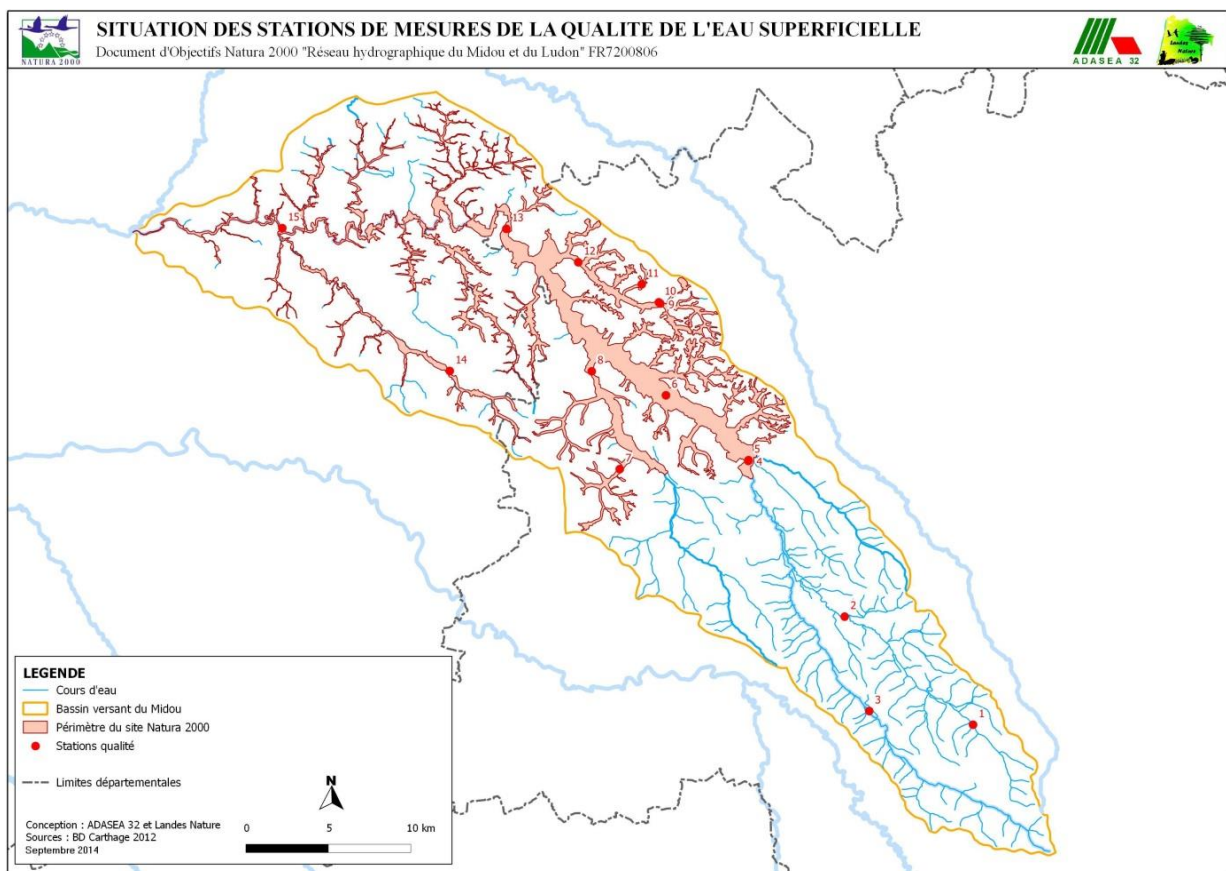 SITUATION DES STATIONS DE MESURES DE LA QUALITE DE L'EAU SUPERFICIELLE
Document d'Objectifs Natura 2000 "Réseau hydrographique du Midou et du Ludon" FR7200806
NATURA 2000
ADASEA 32
Landes
Nature
15
13
12
11
10
9
14
8
6
5
4
7
2
3
1
LEGENDE
Cours d'eau
Bassin versant du Midou
Périmètre du site Natura 2000
Stations qualité
Limites départementales
N
Conception : ADASEA 32 et Landes Nature
Sources : BD Carthage 2012
Septembre 2014
0 5 10 km